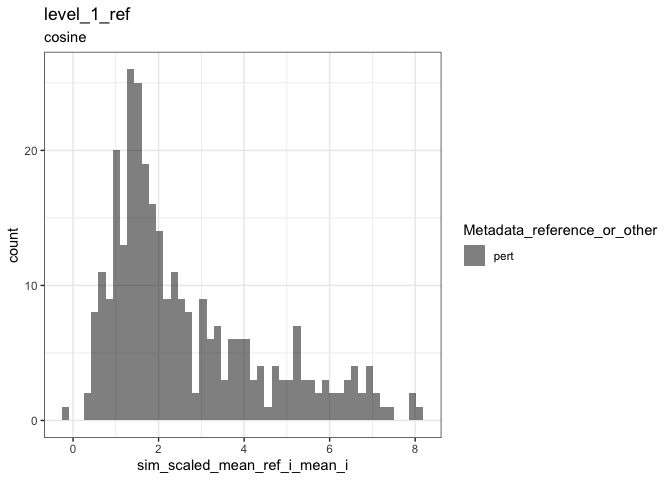 level_1_ref
cosine
20
10
0
count
0 2 4 6 8
sim_scaled_mean_ref_i_mean_i
Metadata_reference_or_other
pert